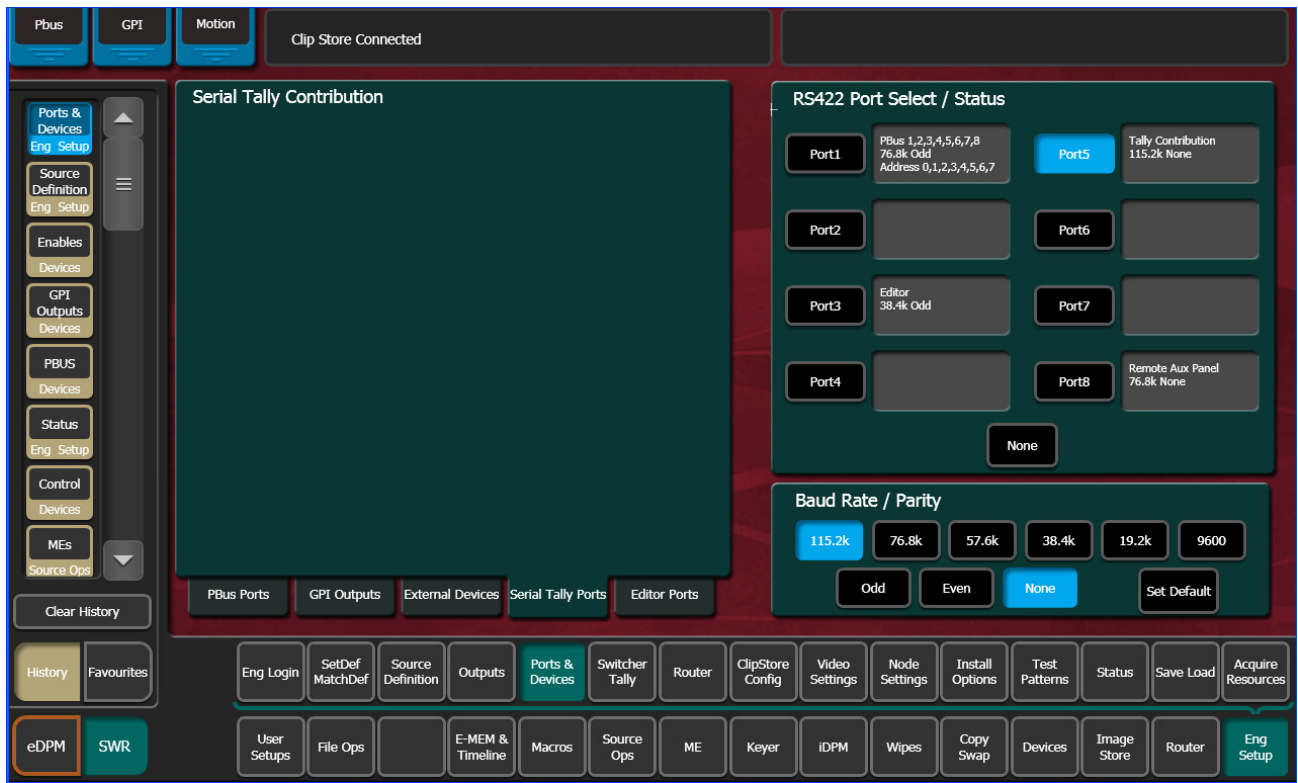 Pbus
GPI
Motion
Clip Store Connected
Ports &
Devices
Eng Setup
Source
Definition
Eng Setup
Enables
Devices
GPI
Outputs
Devices
PBUS
Devices
Status
Eng Setup
Control
Devices
MEs
Source Ops
Clear History
History
Favourites
eDPM
SWR
Serial Tally Contribution
PBus Ports
GPI Outputs
External Devices
Serial Tally Ports
Editor Ports
RS422 Port Select / Status
Port1
PBus 1,2,3,4,5,6,7,8
76.8k Odd
Address 0,1,2,3,4,5,6,7
Port5
Tally Contribution
115.2k None
Port2
Port6
Port3
Editor
38.4k Odd
Port7
Port4
Port8
Remote Aux Panel
76.8k None
None
Baud Rate / Parity
115.2k
76.8k
57.6k
38.4k
19.2k
9600
Odd
Even
None
Set Default
Eng Login
SetDef
MatchDef
Source
Definition
Outputs
Ports &
Devices
Switcher
Tally
Router
ClipStore
Config
Video
Settings
Node
Settings
Install
Options
Test
Patterns
Status
Save Load
Acquire
Resources
User
Setups
File Ops
E-MEM &
Timeline
Macros
Source
Ops
ME
Keyer
iDPM
Wipes
Copy
Swap
Devices
Image
Store
Router
Eng
Setup